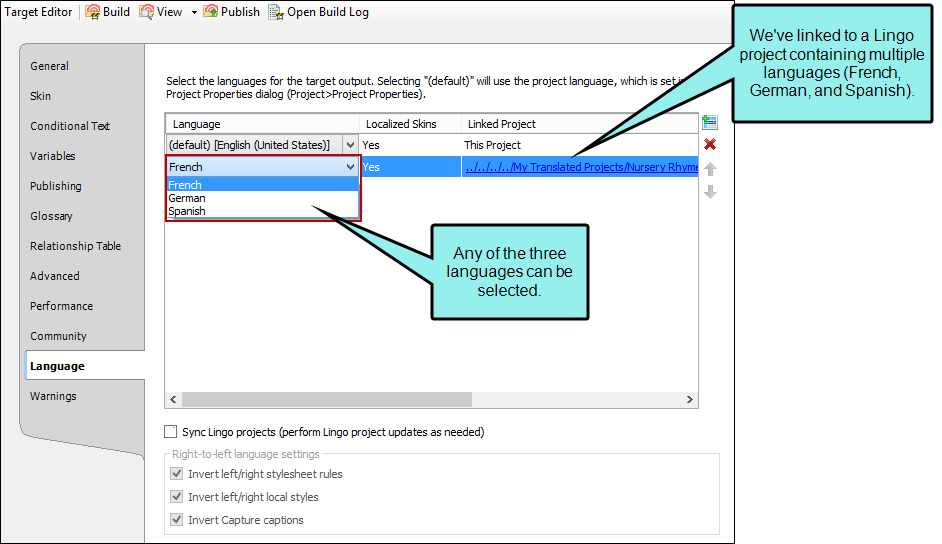 Target Editor Build View Publish Open Build Log
We've linked to a Lingo
project containing multiple
languages (French,
German, and Spanish).
General
Skin
Conditional Text
Variables
Publishing
Glossary
Relationship Table
Advanced
Performance
Community
Language
Warnings
Select the languages for the target output. Selecting "(default)" will use the project language, which is set i
Project Properties dialog (Project>Project Properties).
Language Localized Skins Linked Project
(default) [English (United States)] Yes This Project
French Yes ../../../../My Translated Projects/Nursery Rhyme
French
German
Spanish
Any of the three
languages can be
selected.
Sync Lingo projects (perform Lingo project updates as needed)
Right-to-left language settings
Invert left/right stylesheet rules
Invert left/right local styles
Invert Capture captions